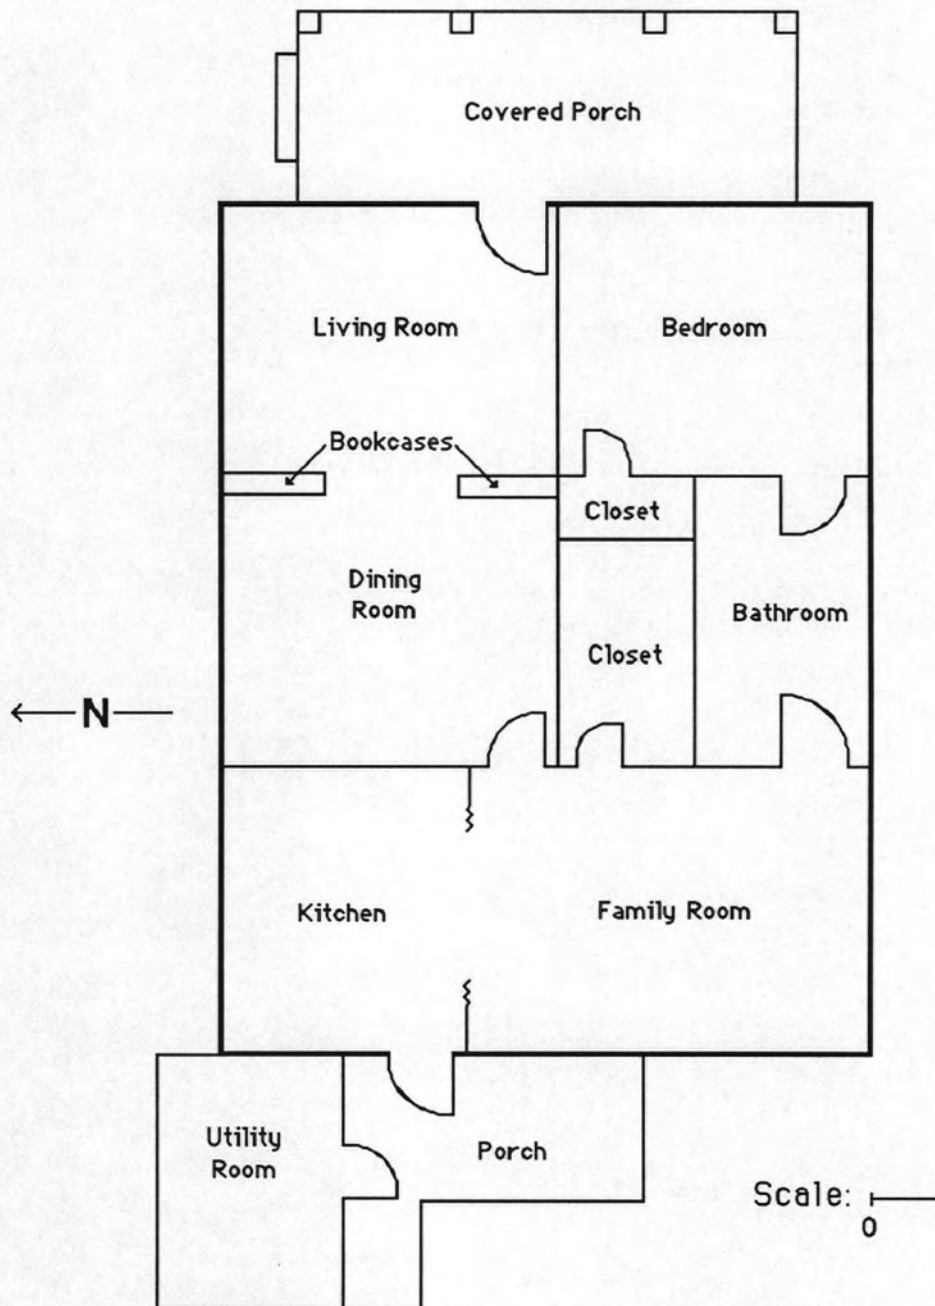 Covered Porch
Living Room
Bedroom
Bookcases
Closet
Dining
Room
Bathroom
Closet
N
Kitchen
Family Room
Utility
Room
Porch
Scale:
0